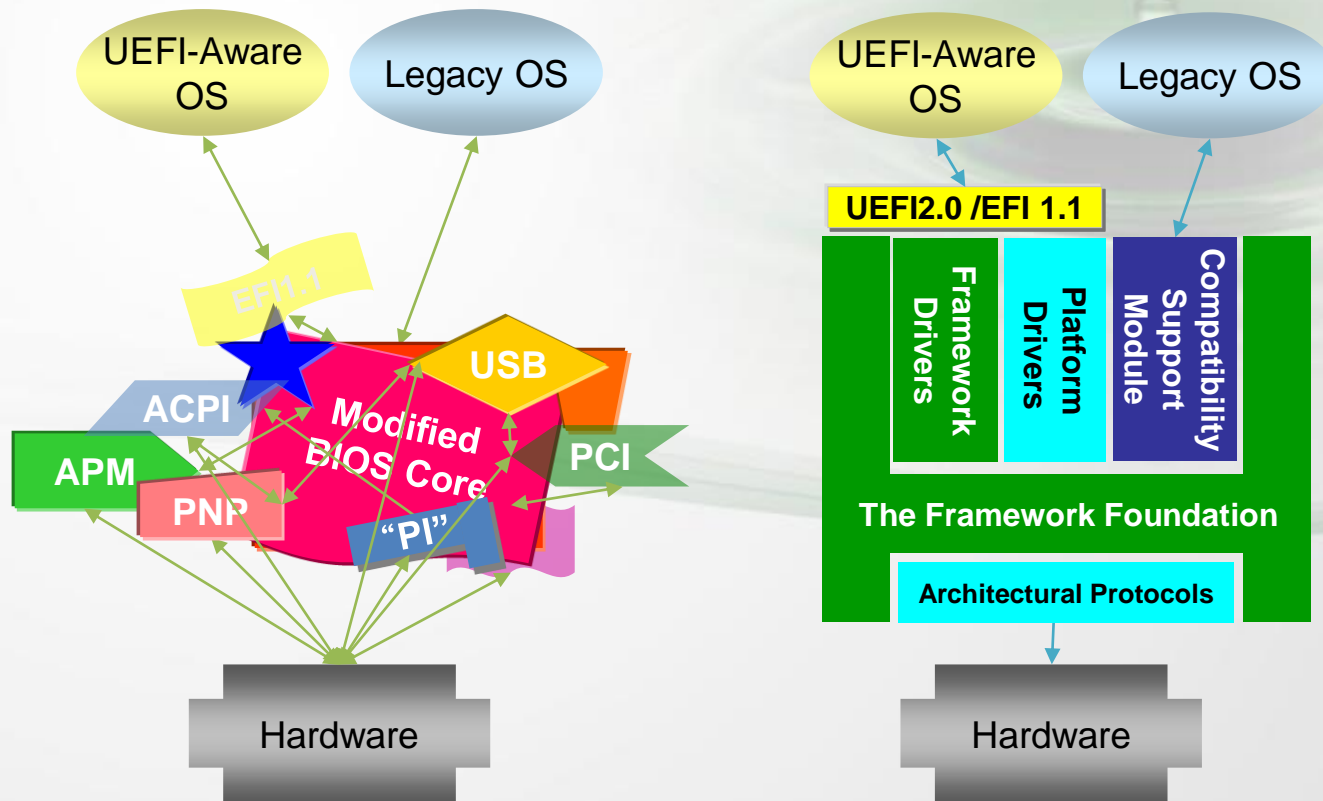 UEFI-Aware
OS
Legacy OS
EFI1.1
USB
ACPI
Modified
BIOS Core
APM
PCI
PNP
“PI”
Hardware
UEFI-Aware
OS
Legacy OS
UEFI2.0 /EFI 1.1
Framework
Drivers
Platform
Drivers
Compatibility
Support
Module
The Framework Foundation
Architectural Protocols
Hardware